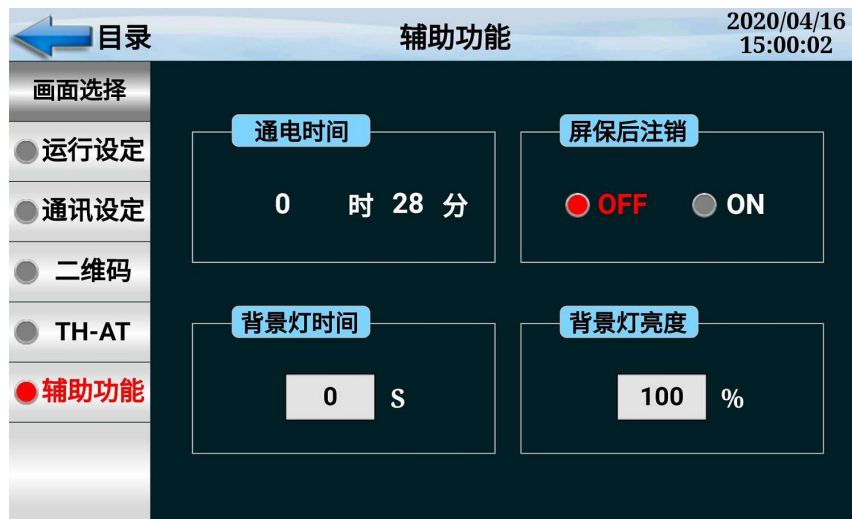 目录
辅助功能
2020/04/16
15:00:02
画面选择
运行设定
通讯设定
二维码
TH-AT
辅助功能
通电时间
0 时 28 分
屏保后注销
OFF ON
背景灯时间
0 S
背景灯亮度
100 %